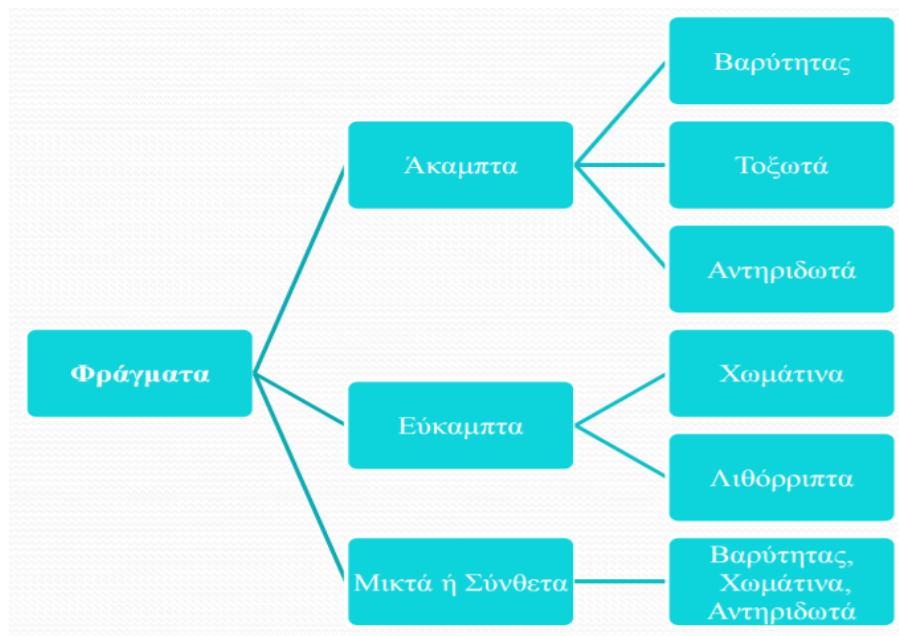 Φράγματα
Άκαμπτα
Βαρύτητας
Τοξωτά
Αντηριδωτά
Εύκαμπτα
Χωμάτινα
Λιθόρριπτα
Μικτά ή Σύνθετα
Βαρύτητας,
Χωμάτινα,
Αντηριδωτά